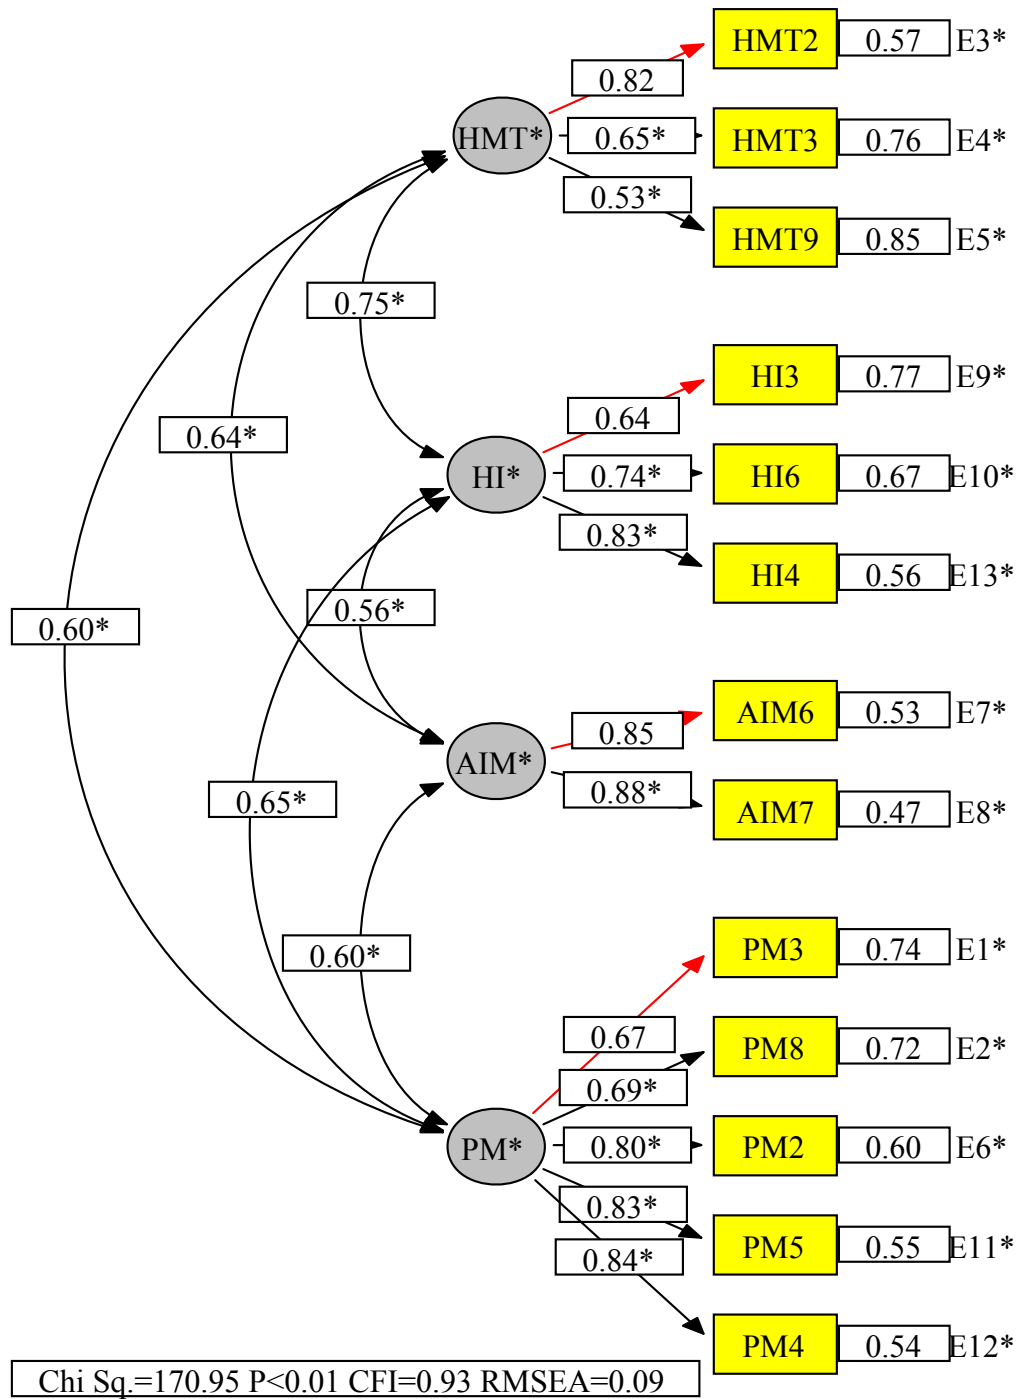 HMT2 0.57 E3*
0.82
HMT* 0.65* HMT3 0.76 E4*
0.53*
HMT9 0.85 E5*
0.75*
HI3 0.77 E9*
0.64
0.64*
HI* 0.74* HI6 0.67 E10*
0.83*
HI4 0.56 E13*
0.56*
0.60*
AIM6 0.53 E7*
0.85
AIM*
0.88*
0.65*
AIM7 0.47 E8*
PM3 0.74 E1*
0.60*
0.67
PM8 0.72 E2*
0.69*
PM* 0.80* PM2 0.60 E6*
0.83*
PM5 0.55 E11*
0.84*
PM4 0.54 E12*
Chi Sq.=170.95 P<0.01 CFI=0.93 RMSEA=0.09